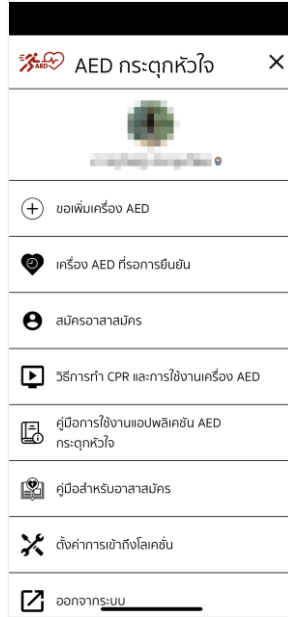 AED
AED กระตุกหัวใจ
ขอเพิ่มเครื่อง AED
เครื่อง AED ที่รอการยืนยัน
สมัครอาสาสมัคร
วิธีการทำ CPR และการใช้งานเครื่อง AED
คู่มือการใช้งานแอปพลิเคชัน AED
กระตุกหัวใจ
คู่มือสำหรับอาสาสมัคร
ตั้งค่าการเข้าถึงโลเคชั่น
ออกจากระบบ